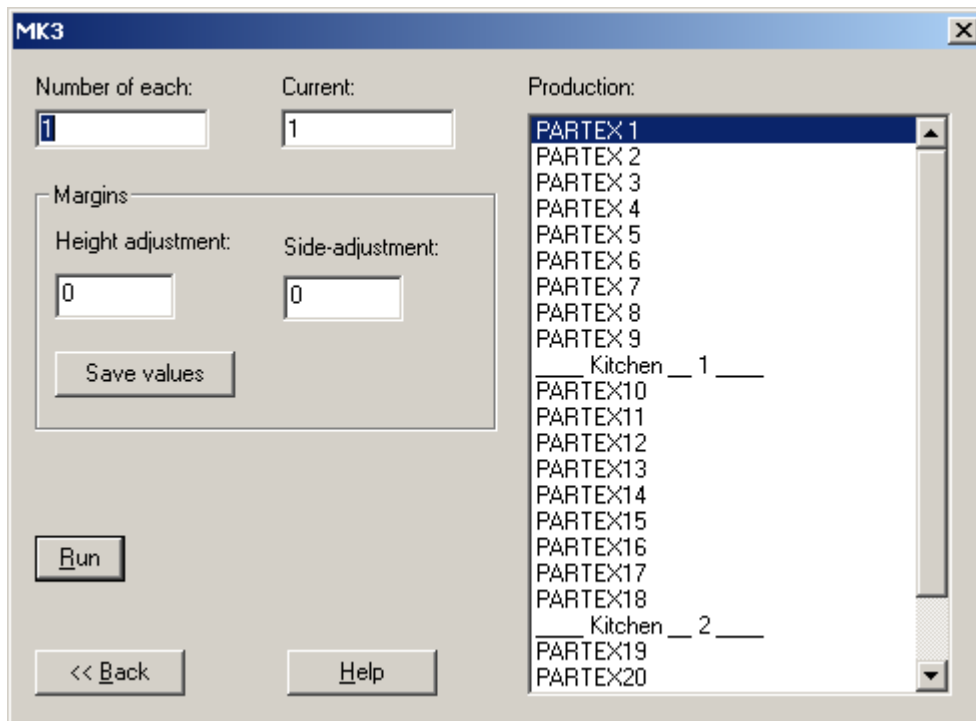 MK3
Number of each:
1
Current:
1
Margins
Height adjustment:
0
Side-adjustment:
0
Save values
Run
<< Back
Help
Production:
PARTEX 1
PARTEX 2
PARTEX 3
PARTEX 4
PARTEX 5
PARTEX 6
PARTEX 7
PARTEX 8
PARTEX 9
____ Kitchen __ 1 ____
PARTEX10
PARTEX11
PARTEX12
PARTEX13
PARTEX14
PARTEX15
PARTEX16
PARTEX17
PARTEX18
____ Kitchen __ 2 ____
PARTEX19
PARTEX20